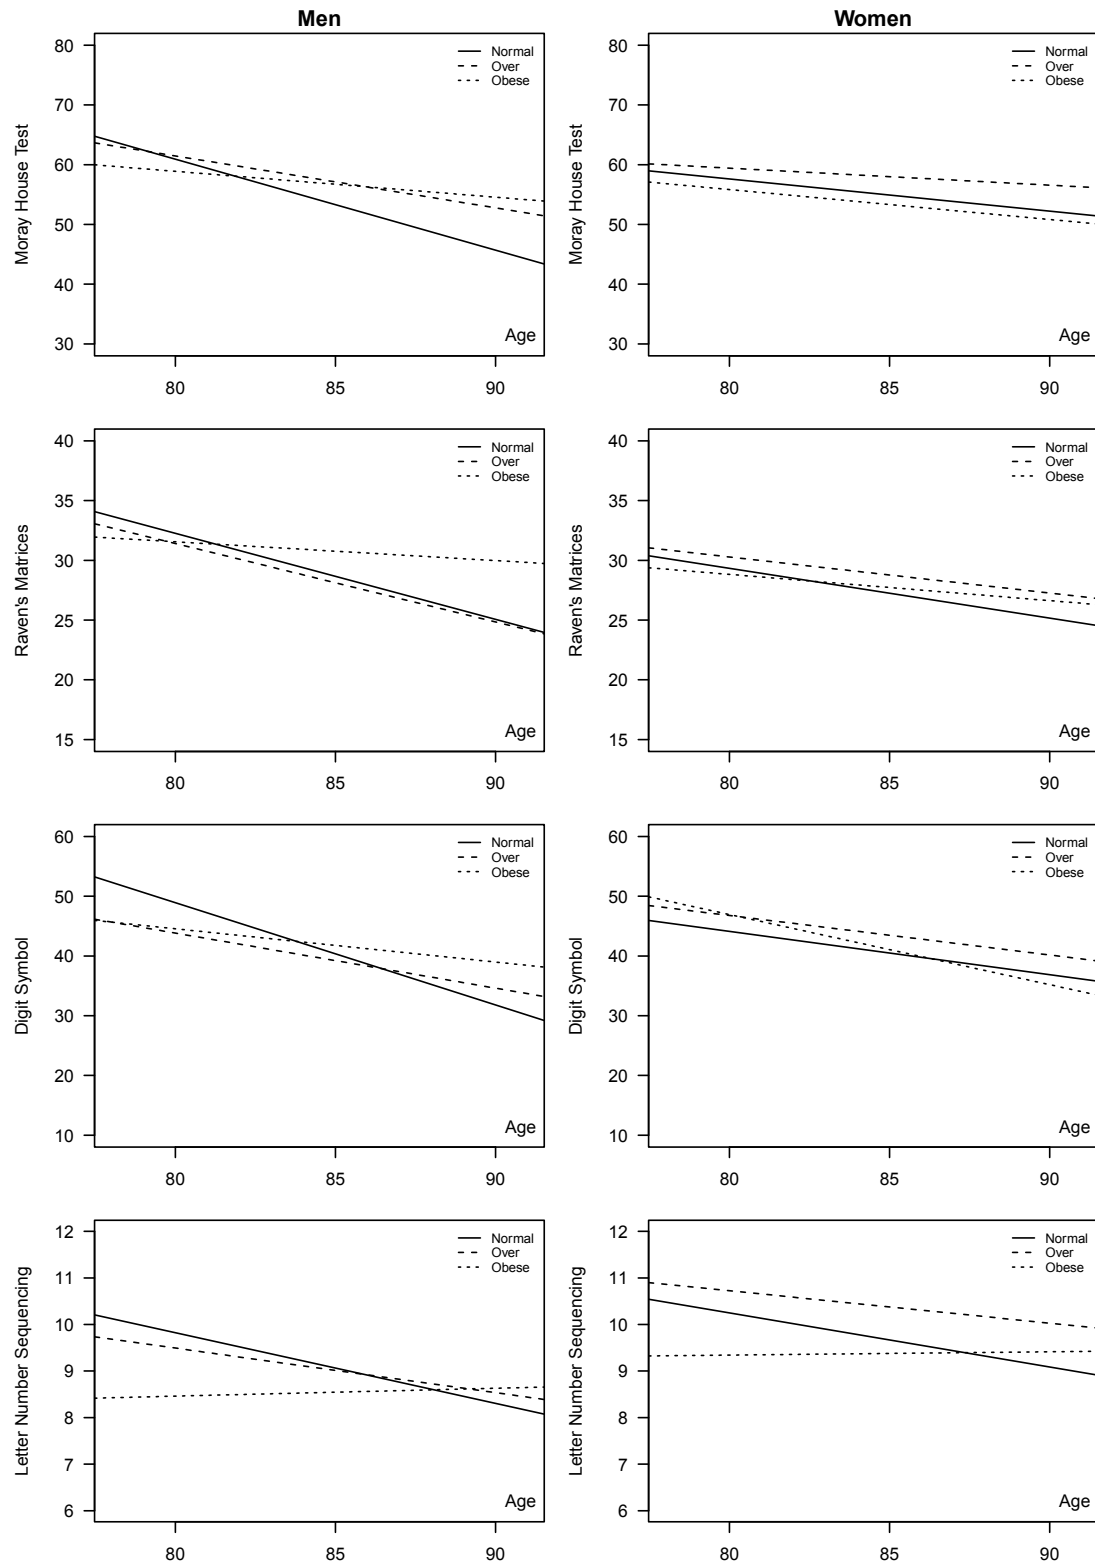 Men
Women
80
70
60
50
40
30
Moray House Test
Normal
Over
Obese
Age
80 85 90
80
70
60
50
40
30
Moray House Test
Normal
Over
Obese
Age
80 85 90
40
35
30
25
20
15
Raven's Matrices
Normal
Over
Obese
Age
80 85 90
40
35
30
25
20
15
Raven's Matrices
Normal
Over
Obese
Age
80 85 90
60
50
40
30
20
10
Digit Symbol
Normal
Over
Obese
Age
80 85 90
60
50
40
30
20
10
Digit Symbol
Normal
Over
Obese
Age
80 85 90
12
11
10
9
8
7
6
Letter Number Sequencing
Normal
Over
Obese
Age
80 85 90
12
11
10
9
8
7
6
Letter Number Sequencing
Normal
Over
Obese
Age
80 85 90